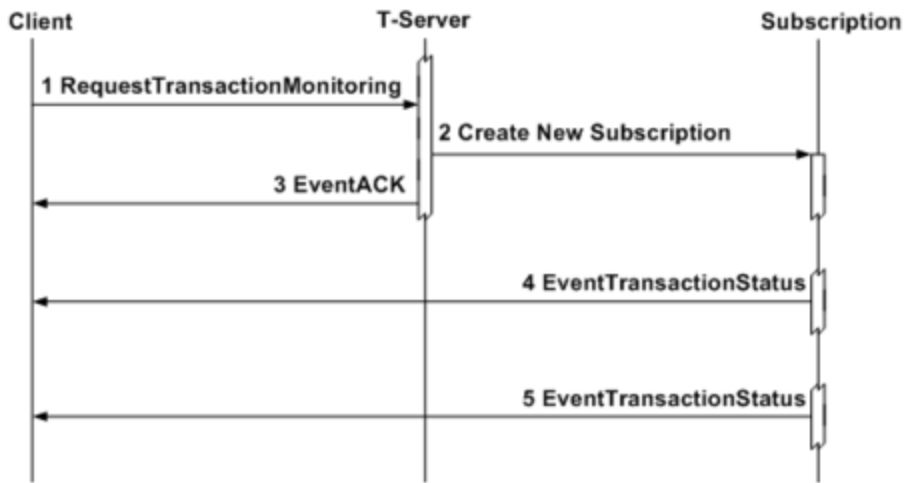 Client
T-Server
Subscription
1 RequestTransactionMonitoring
2 Create New Subscription
3 EventACK
4 EventTransactionStatus
5 EventTransactionStatus